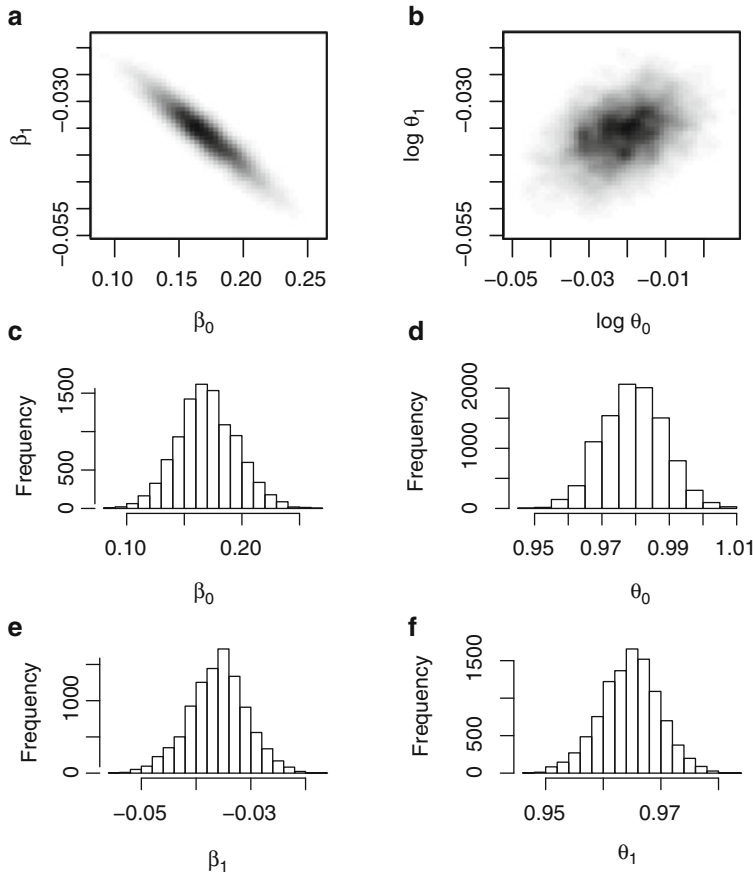 a
β1
−0.055
−0.030
0.10
0.15
0.20
0.25
β0
b
log θ1
−0.055
−0.030
−0.05
−0.03
−0.01
log θ0
c
Frequency
0
500
1500
0.10
0.20
β0
d
Frequency
0
1000
2000
0.95
0.97
0.99
1.01
θ0
e
Frequency
0
1000
−0.05
−0.03
β1
f
Frequency
0
500
1500
0.95
0.97
θ1